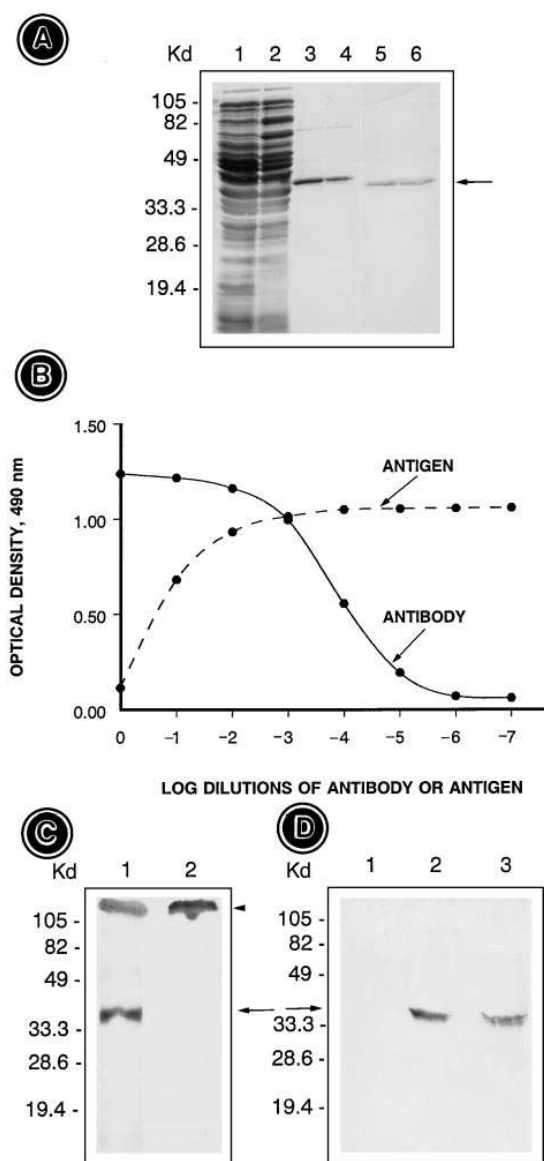 A
Kd 1 2 3 4 5 6
105 -
82 -
49 -
33.3 -
28.6 -
19.4 -
B
OPTICAL DENSITY, 490 nm
1.50
1.00
0.50
0.00
ANTIGEN
ANTIBODY
0 -1 -2 -3 -4 -5 -6 -7
LOG DILUTIONS OF ANTIBODY OR ANTIGEN
C
Kd 1 2
105 -
82 -
49 -
33.3 -
28.6 -
19.4 -
D
Kd 1 2 3
105 -
82 -
49 -
33.3 -
28.6 -
19.4 -